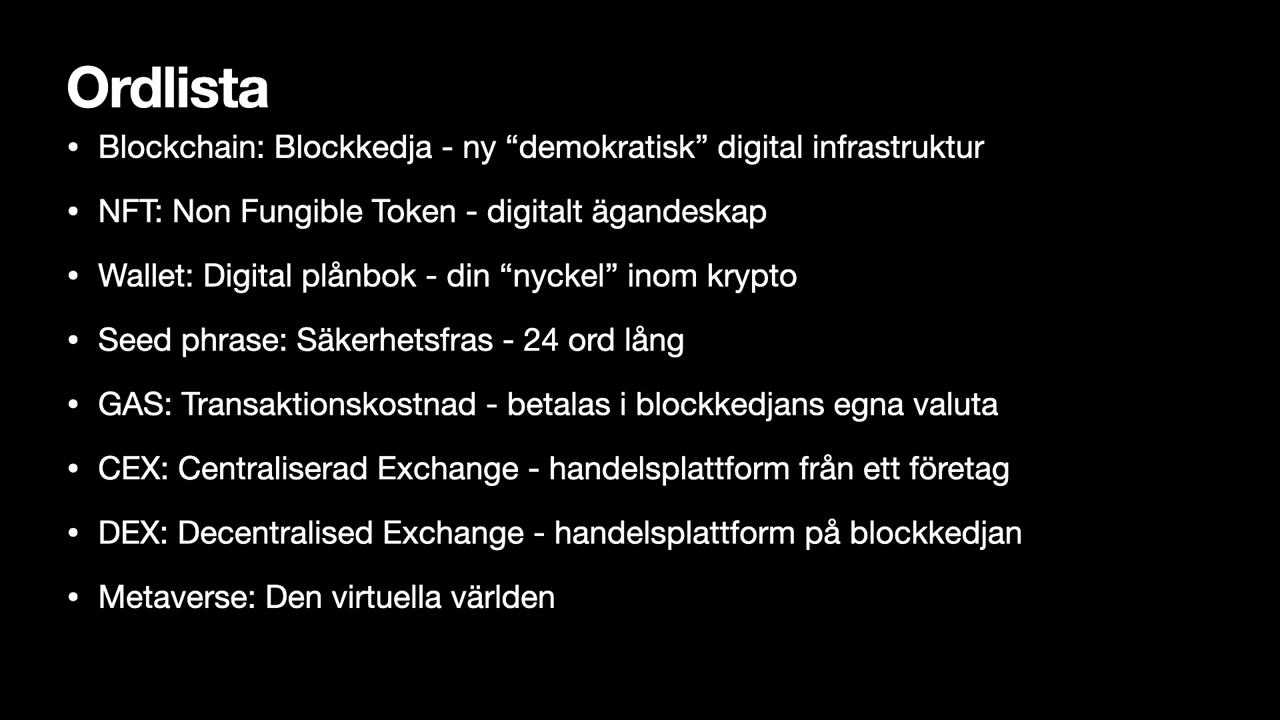 Ordlista
• Blockchain: Blockkedja - ny “demokratisk” digital infrastruktur
• NFT: Non Fungible Token - digitalt ägandeskap
• Wallet: Digital plånbok - din “nyckel” inom krypto
• Seed phrase: Säkerhetsfras - 24 ord lång
• GAS: Transaktionskostnad - betalas i blockkedjans egna valuta
• CEX: Centraliserad Exchange - handelsplattform från ett företag
• DEX: Decentralised Exchange - handelsplattform på blockkedjan
• Metaverse: Den virtuella världen